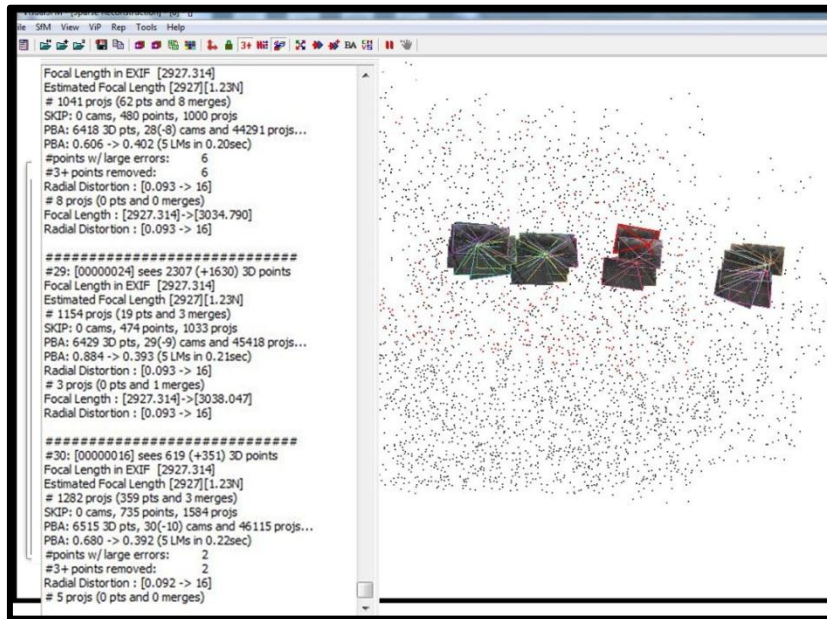 SfM View ViP Rep Tools Help
3+ BA
Focal Length in EXIF [2927.314]
Estimated Focal Length [2927][1.23N]
# 1041 projs (62 pts and 8 merges)
SKIP: 0 cams, 480 points, 1000 projs
PBA: 6418 3D pts, 28(-8) cams and 44291 projs...
PBA: 0.606 -> 0.402 (5 LMs in 0.20sec)
#points w/ large errors: 6
#3+ points removed: 6
Radial Distortion : [0.093 -> 16]
# 8 projs (0 pts and 0 merges)
Focal Length : [2927.314]->[3034.790]
Radial Distortion : [0.093 -> 16]
##############################
#29: [00000024] sees 2307 (+1630) 3D points
Focal Length in EXIF [2927.314]
Estimated Focal Length [2927][1.23N]
# 1154 projs (19 pts and 3 merges)
SKIP: 0 cams, 474 points, 1033 projs
PBA: 6429 3D pts, 29(-9) cams and 45418 projs...
PBA: 0.884 -> 0.393 (5 LMs in 0.21sec)
Radial Distortion : [0.093 -> 16]
# 3 projs (0 pts and 1 merges)
Focal Length : [2927.314]->[3038.047]
Radial Distortion : [0.093 -> 16]
##############################
#30: [00000016] sees 619 (+351) 3D points
Focal Length in EXIF [2927.314]
Estimated Focal Length [2927][1.23N]
# 1282 projs (359 pts and 3 merges)
SKIP: 0 cams, 735 points, 1584 projs
PBA: 6515 3D pts, 30(-10) cams and 46115 projs...
PBA: 0.680 -> 0.392 (5 LMs in 0.22sec)
#points w/ large errors: 2
#3+ points removed: 2
Radial Distortion : [0.092 -> 16]
# 5 projs (0 pts and 0 merges)